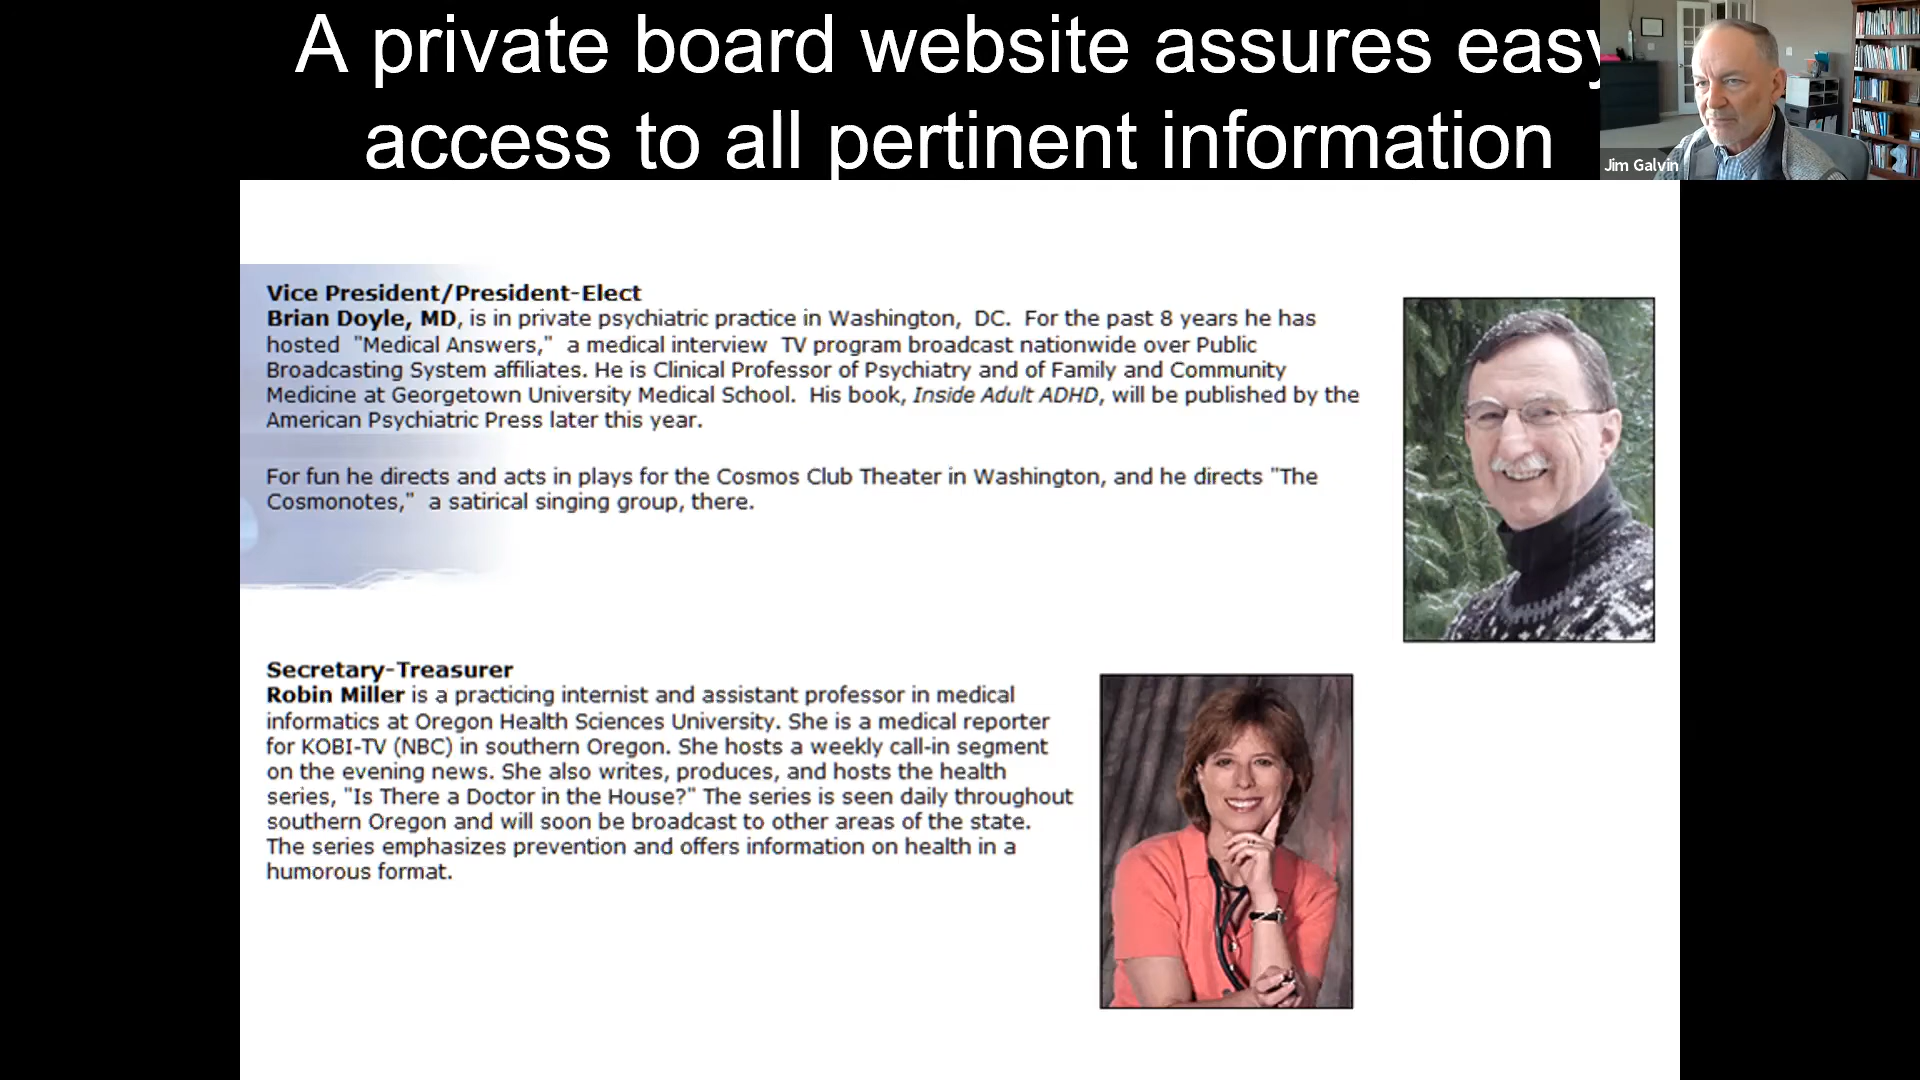 A private board website assures easy
access to all pertinent information
Jim Galvin
Vice President/President-Elect
Brian Doyle, MD, is in private psychiatric practice in Washington, DC. For the past 8 years he has
hosted "Medical Answers," a medical interview TV program broadcast nationwide over Public
Broadcasting System affiliates. He is Clinical Professor of Psychiatry and of Family and Community
Medicine at Georgetown University Medical School. His book, Inside Adult ADHD, will be published by the
American Psychiatric Press later this year.
For fun he directs and acts in plays for the Cosmos Club Theater in Washington, and he directs "The
Cosmonotes," a satirical singing group, there.
Secretary-Treasurer
Robin Miller is a practicing internist and assistant professor in medical
informatics at Oregon Health Sciences University. She is a medical reporter
for KOBI-TV (NBC) in southern Oregon. She hosts a weekly call-in segment
on the evening news. She also writes, produces, and hosts the health
series, "Is There a Doctor in the House?" The series is seen daily throughout
southern Oregon and will soon be broadcast to other areas of the state.
The series emphasizes prevention and offers information on health in a
humorous format.